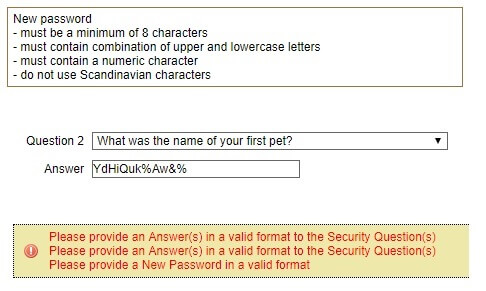 New password
- must be a minimum of 8 characters
- must contain combination of upper and lowercase letters
- must contain a numeric character
- do not use Scandinavian characters
Question 2 What was the name of your first pet?
Answer YdHiQuk%Aw&%
Please provide an Answer(s) in a valid format to the Security Question(s)
Please provide an Answer(s) in a valid format to the Security Question(s)
Please provide a New Password in a valid format